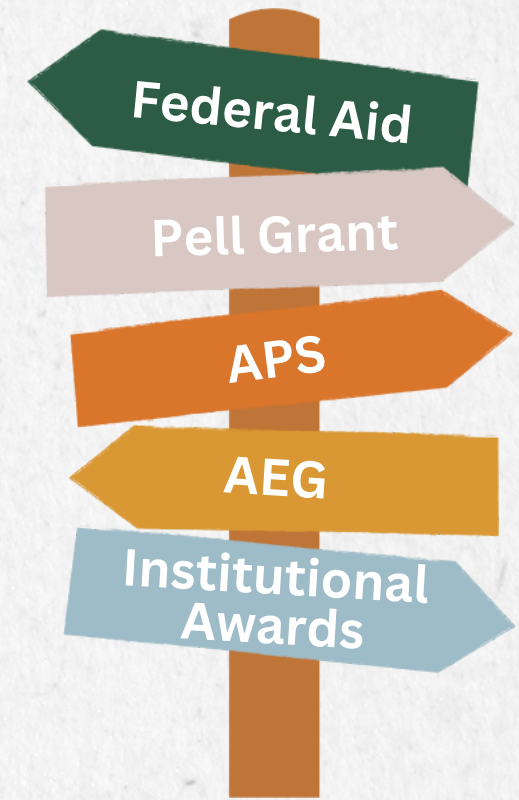 Federal Aid
Pell Grant
APS
AEG
Institutional
Awards